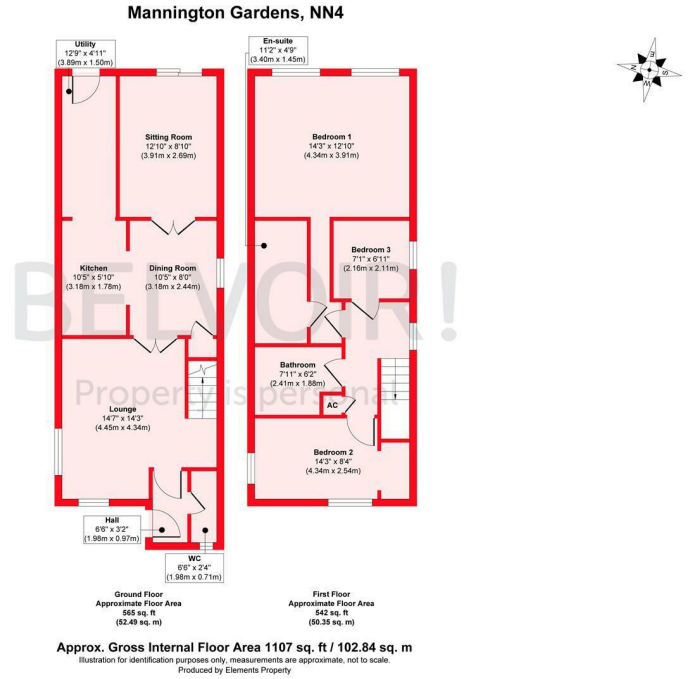 Mannington Gardens, NN4
Utility
12'9" x 4'11"
(3.89m x 1.50m)
En-suite
11'2" x 4'9"
(3.40m x 1.45m)
E
S
W
N
Sitting Room
12'10" x 8'10"
(3.91m x 2.69m)
Bedroom 1
14'3" x 12'10"
(4.34m x 3.91m)
Kitchen
10'5" x 5'10"
(3.18m x 1.78m)
Dining Room
10'5" x 8'0"
(3.18m x 2.44m)
Bedroom 3
7'1" x 6'11"
(2.16m x 2.11m)
BELVOIR!
Property is personal
Lounge
14'7" x 14'3"
(4.45m x 4.34m)
Bathroom
7'11" x 6'2"
(2.41m x 1.88m)
AC
Bedroom 2
14'3" x 8'4"
(4.34m x 2.54m)
Hall
6'6" x 3'2"
(1.98m x 0.97m)
WC
6'6" x 2'4"
(1.98m x 0.71m)
Ground Floor
Approximate Floor Area
565 sq. ft
(52.49 sq. m)
First Floor
Approximate Floor Area
542 sq. ft
(50.35 sq. m)
Approx. Gross Internal Floor Area 1107 sq. ft / 102.84 sq. m
Illustration for identification purposes only, measurements are approximate, not to scale.
Produced by Elements Property